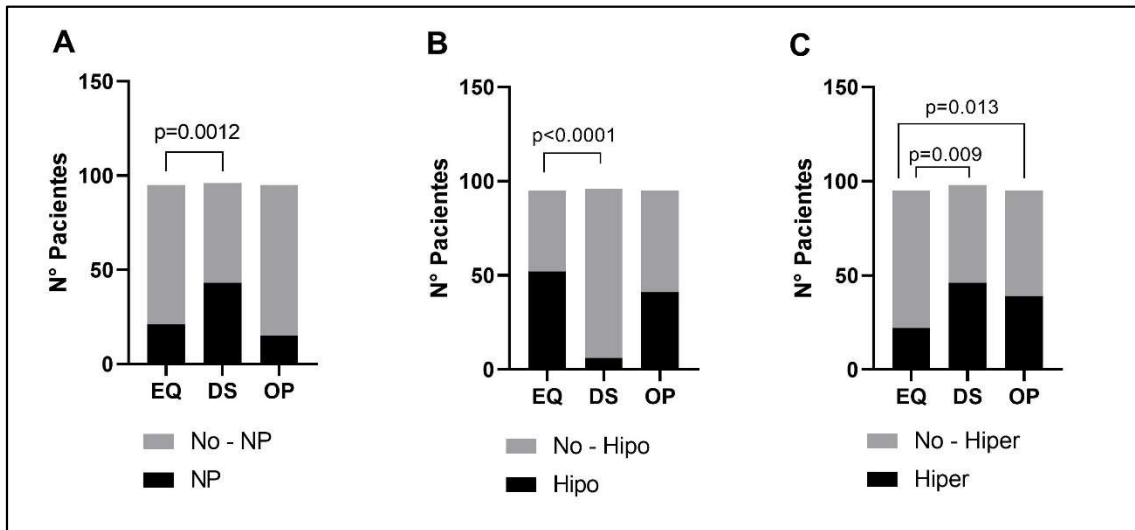 A
N° Pacientes
150
100
50
0
p=0.0012
EQ DS OP
No - NP
NP
B
N° Pacientes
150
100
50
0
p<0.0001
EQ DS OP
No - Hipo
Hipo
C
N° Pacientes
150
100
50
0
p=0.013
p=0.009
EQ DS OP
No - Hiper
Hiper